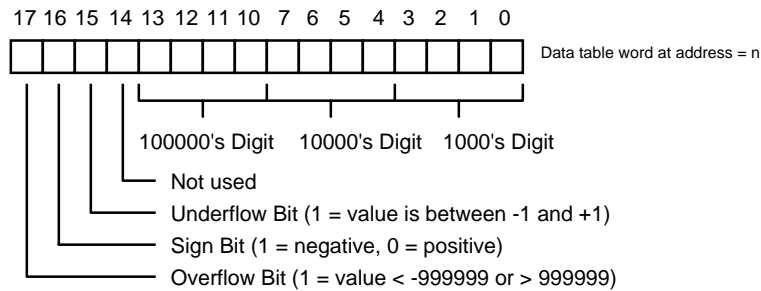 17 16 15 14 13 12 11 10 7 6 5 4 3 2 1 0
Data table word at address = n
100000's Digit 10000's Digit 1000's Digit
Not used
Underflow Bit (1 = value is between -1 and +1)
Sign Bit (1 = negative, 0 = positive)
Overflow Bit (1 = value < -999999 or > 999999)